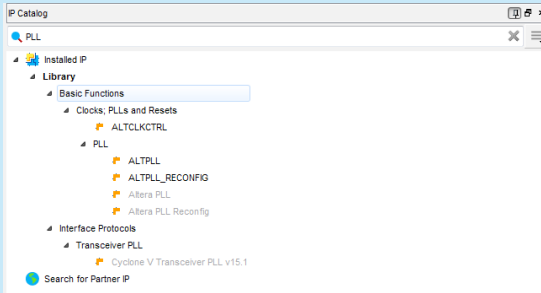 IP Catalog
PLL
Installed IP
Library
Basic Functions
Clocks; PLLs and Resets
ALTCLKCTRL
PLL
ALTPLL
ALTPLL_RECONFIG
Altera PLL
Altera PLL Reconfig
Interface Protocols
Transceiver PLL
Cyclone V Transceiver PLL v15.1
Search for Partner IP